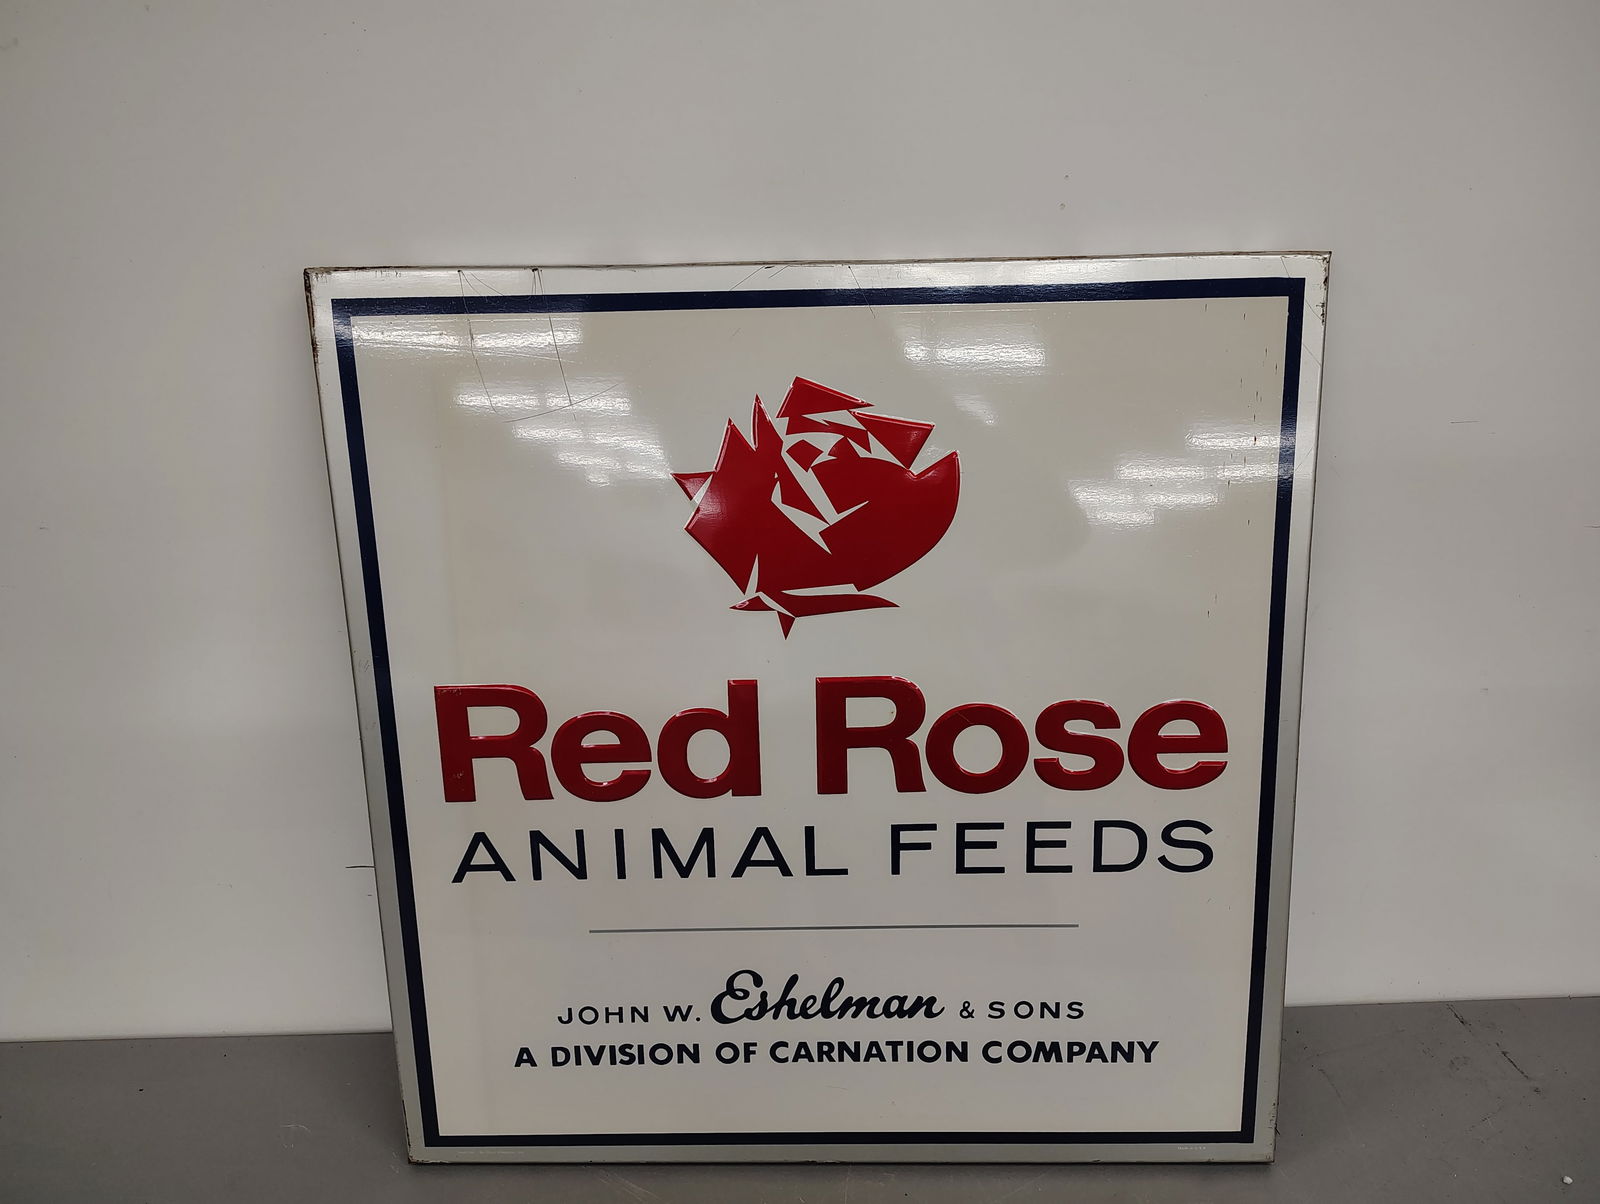 Red Rose
ANIMAL FEEDS
JOHN W. Eshelman & SONS
A DIVISION OF CARNATION COMPANY